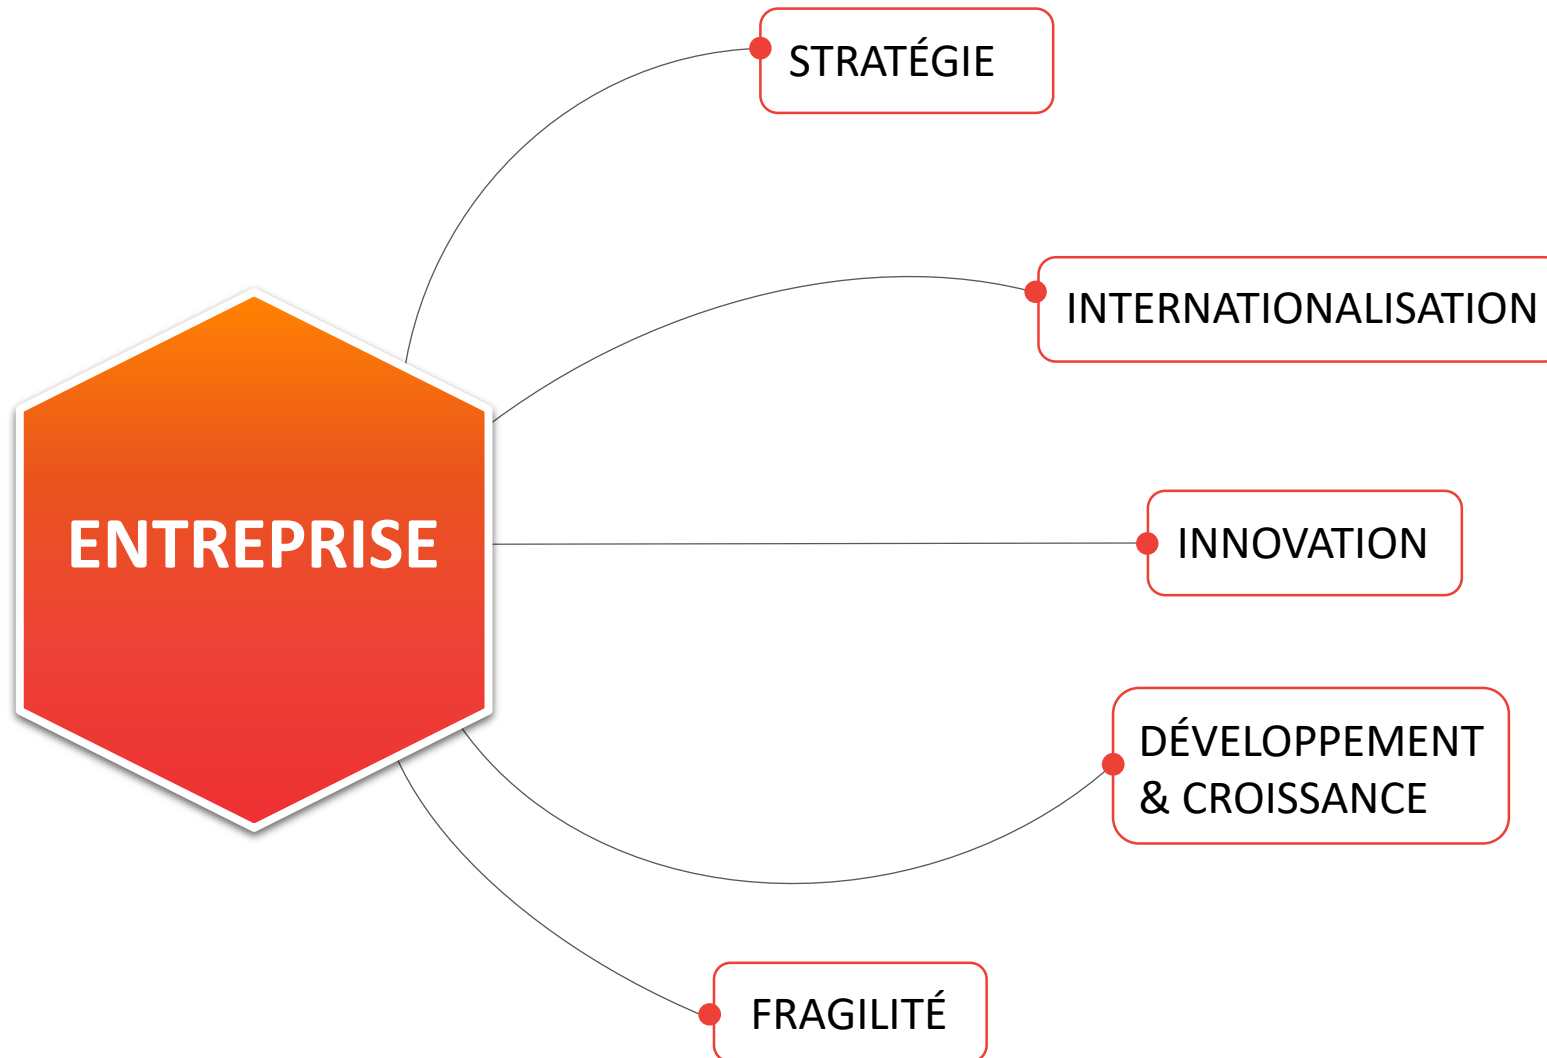 STRATÉGIE
INTERNATIONALISATION
ENTREPRISE
INNOVATION
DÉVELOPPEMENT
& CROISSANCE
FRAGILITÉ